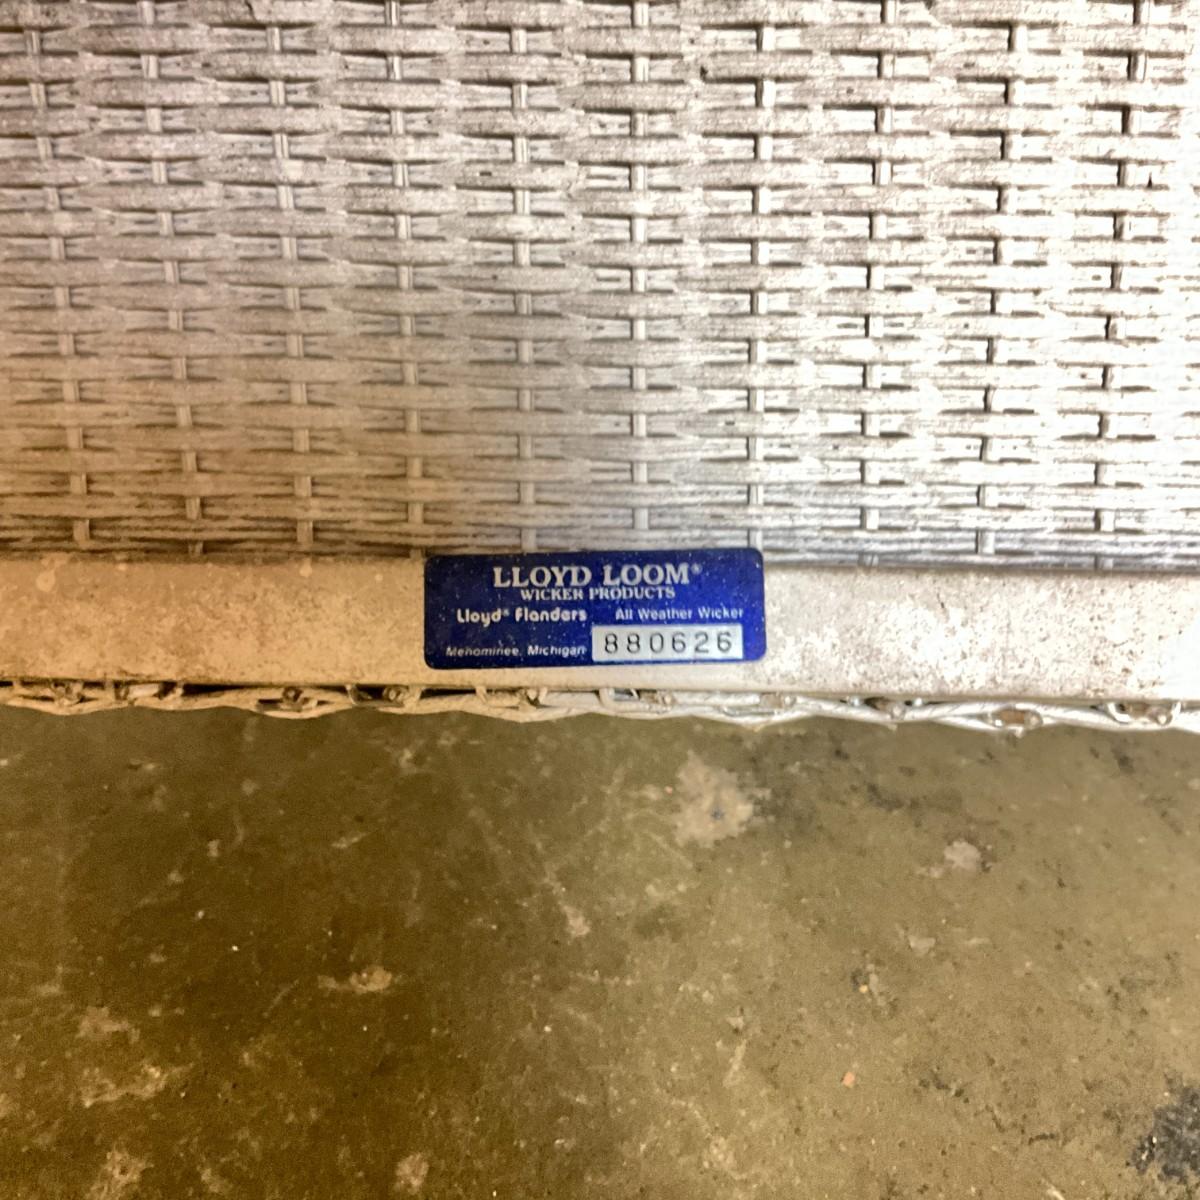 LLOYD LOOM®
WICKER PRODUCTS
Lloyd® Flanders All Weather Wicker
Menominee, Michigan 880626